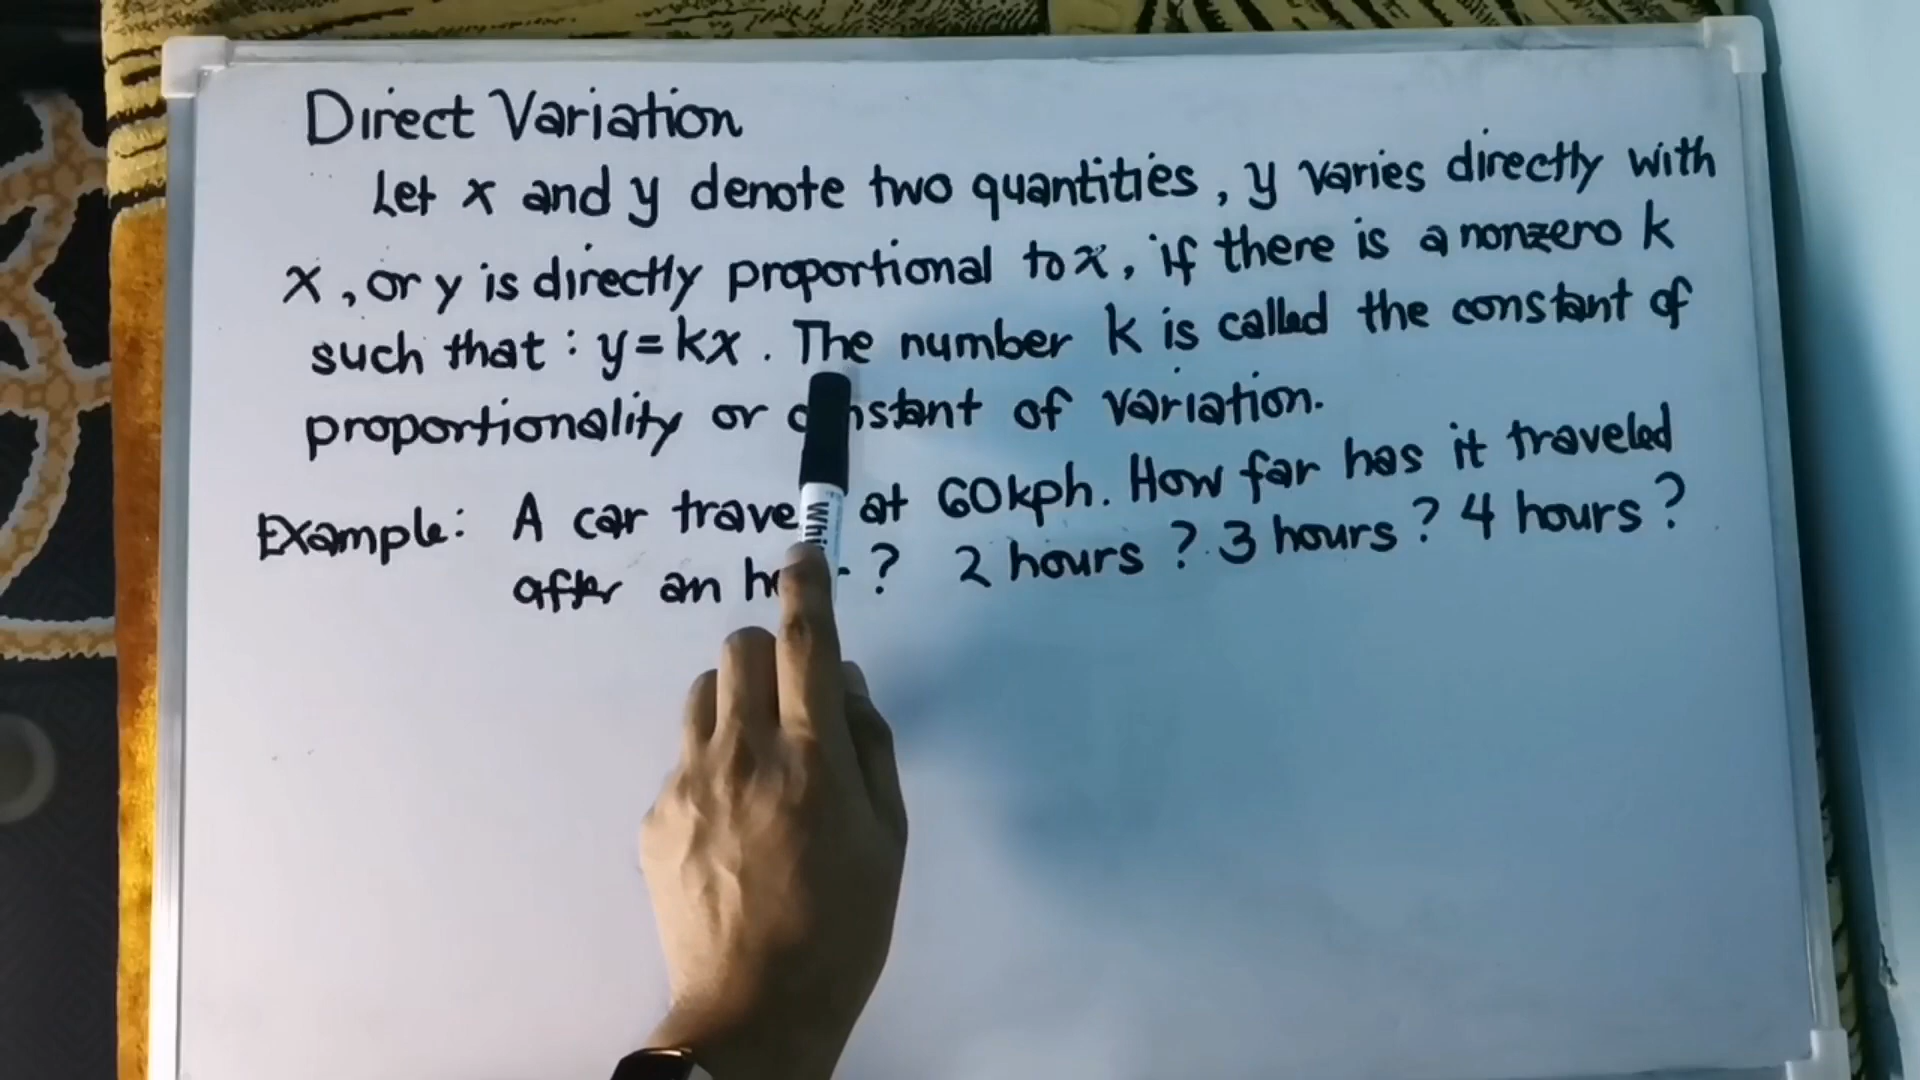 Direct Variation
Let x and y denote two quantities, y varies directly with
x, or y is directly proportional to x, if there is a nonzero k
such that : y = kx. The number k is called the constant of
proportionality or constant of variation.
Example: A car at 60kph. How far has it traveled
after an ? 2 hours ? 3 hours ? 4 hours ?